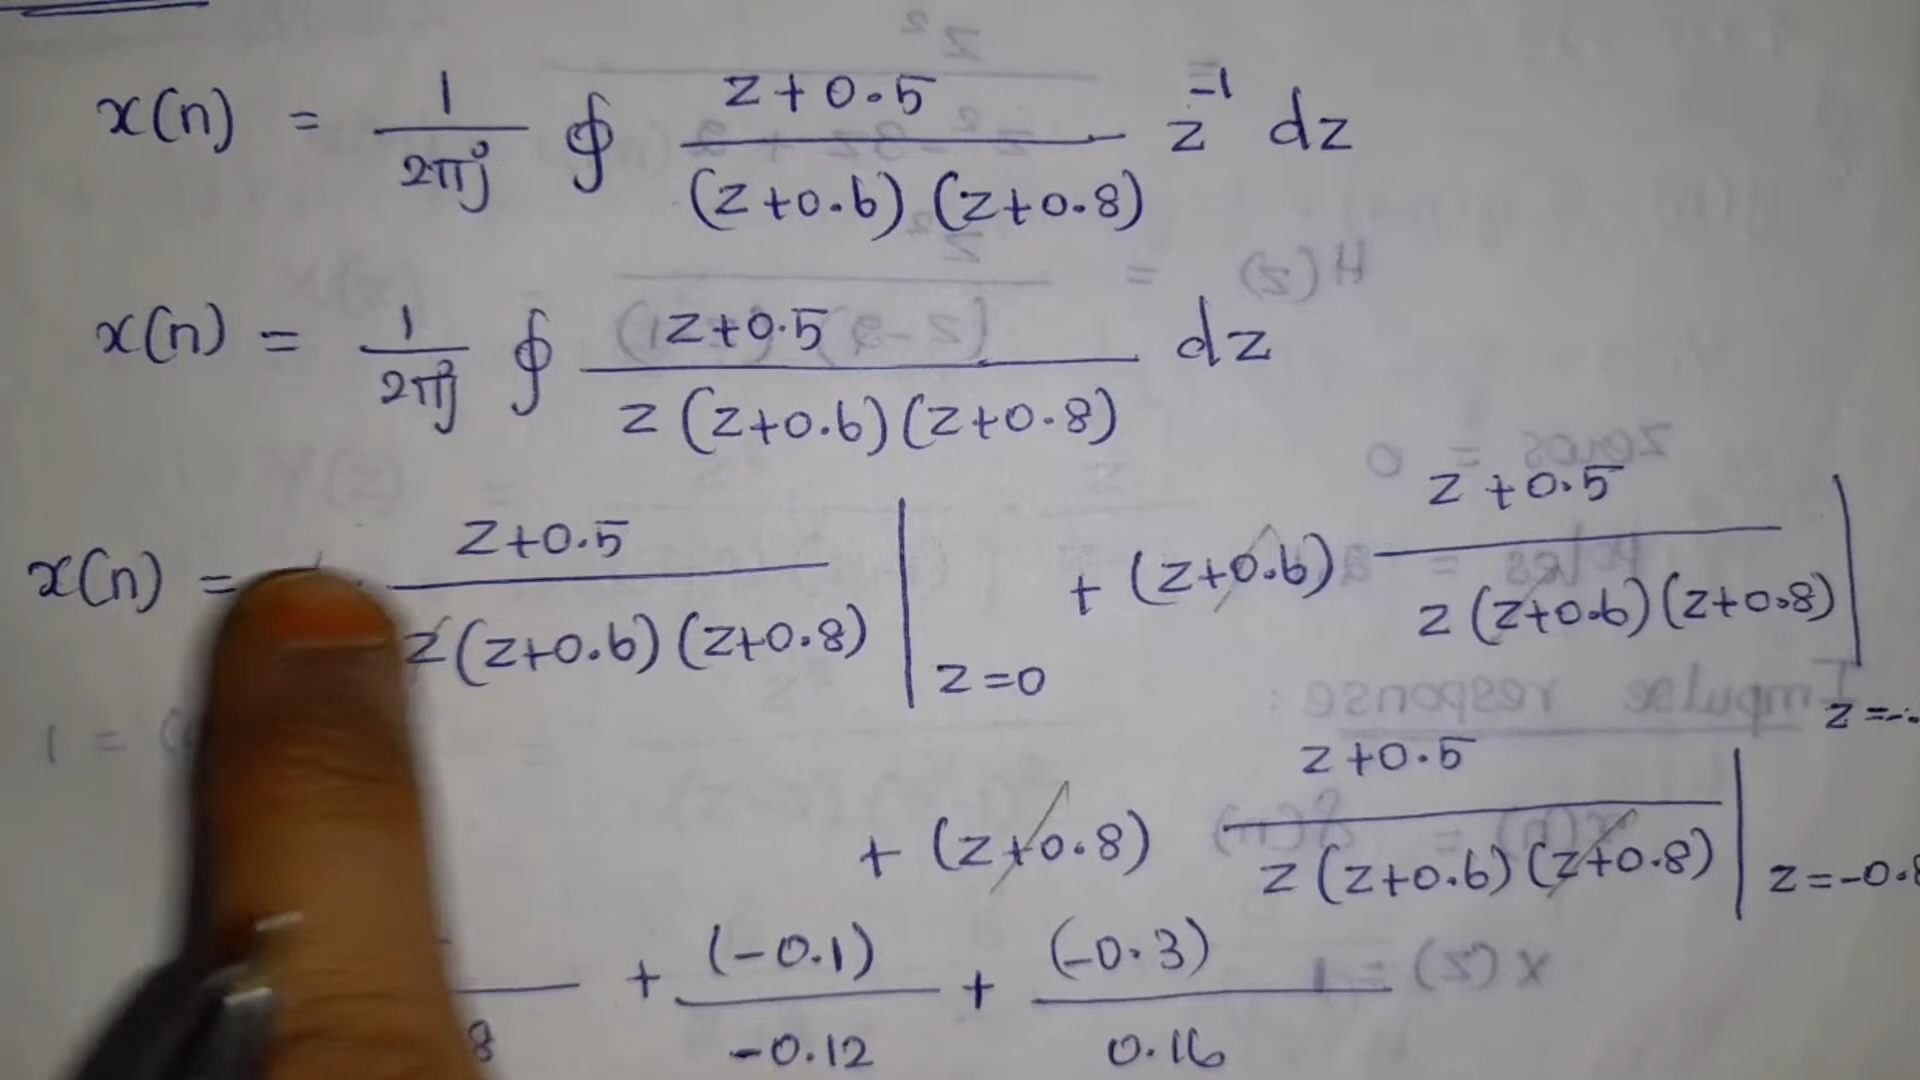 x(n) = 1/2πj ∮ z+0.5/(z+0.6)(z+0.8) z^-1 dz
x(n) = 1/2πj ∮ z+0.5/z(z+0.6)(z+0.8) dz
x(n) = z+0.5/z(z+0.6)(z+0.8) | z=0 + (z+0.6) z+0.5/z(z+0.6)(z+0.8) | z=-.
+ (z+0.8) z+0.5/z(z+0.6)(z+0.8) | z=-0.8
8 + (-0.1)/-0.12 + (-0.3)/0.16